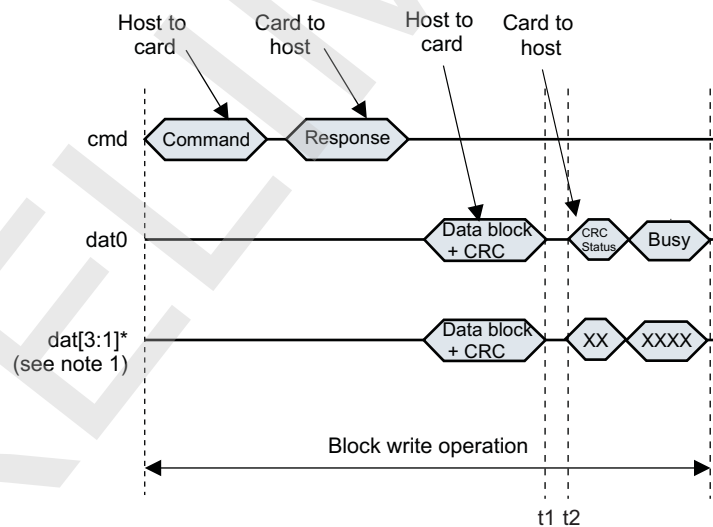 Host to
card
Card to
host
Host to
card
Card to
host
cmd
Command
Response
dat0
Data block
+ CRC
CRC
Status
Busy
dat[3:1]*
(see note 1)
Data block
+ CRC
XX
XXXX
Block write operation
t1 t2